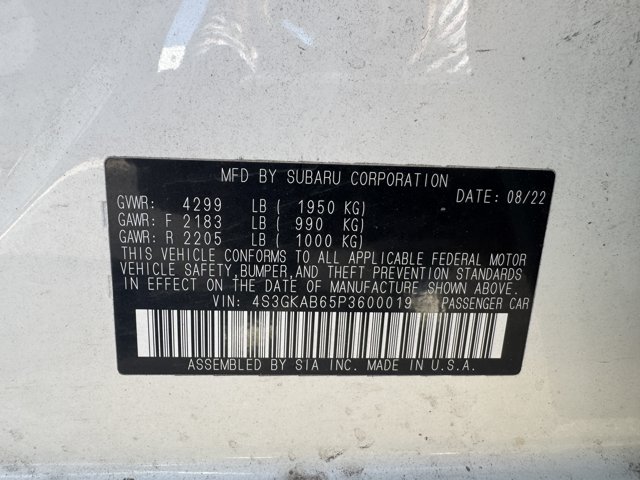 MFD BY SUBARU CORPORATION
DATE: 08/22
GVWR: 4299 LB ( 1950 KG)
GAWR: F 2183 LB ( 990 KG)
GAWR: R 2205 LB ( 1000 KG)
THIS VEHICLE CONFORMS TO ALL APPLICABLE FEDERAL MOTOR
VEHICLE SAFETY, BUMPER, AND THEFT PREVENTION STANDARDS
IN EFFECT ON THE DATE OF MANUFACTURE SHOWN ABOVE.
VIN: 4S3GKAB65P3600019 PASSENGER CAR
ASSEMBLED BY SIA INC. MADE IN U.S.A.